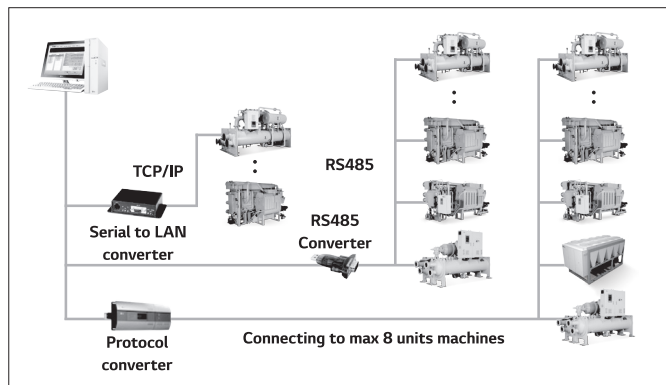 TCP/IP
Serial to LAN
converter
RS485
RS485
Converter
Protocol
converter
Connecting to max 8 units machines